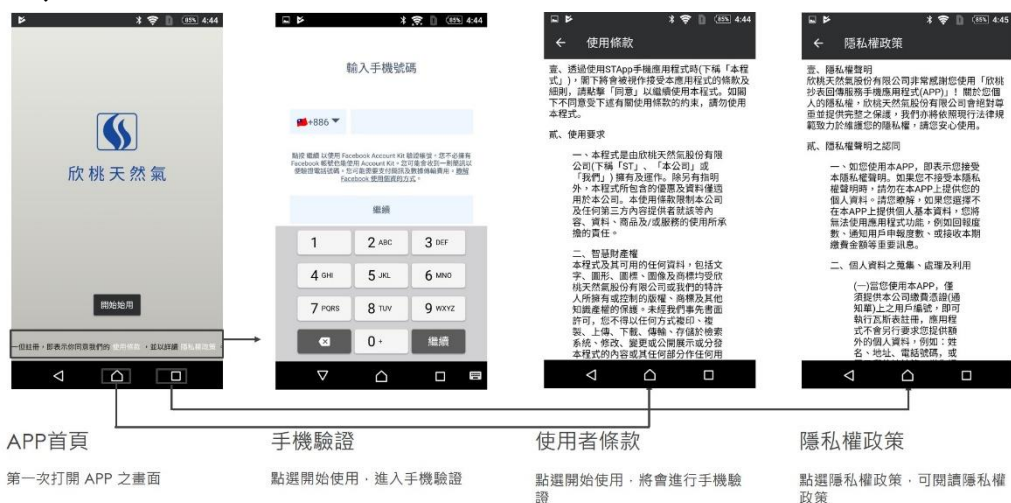 85% 4:44
欣桃天然氣
開始始用
一但註冊，即表示你同意我們的 使用條款 ，並以詳細 隱私權政策 。
APP首頁
第一次打開 APP 之畫面
85% 4:44
輸入手機號碼
+886
點按 繼續 以使用 Facebook Account Kit 驗證帳號。您不必擁有
Facebook 帳號也能使用 Account Kit。您可能會收到一則簡訊以
便驗證電話號碼。您可能需要支付簡訊及數據傳輸費用。瞭解
Facebook 使用個資的方式。
繼續
1
2 ABC
3 DEF
4 GHI
5 JKL
6 MNO
7 PQRS
8 TUV
9 WXYZ
0 +
繼續
手機驗證
點選開始使用，進入手機驗證
85% 4:44
使用條款
壹、透過使用STApp手機應用程式時(下稱「本程
式」)，閣下將會被視作接受本應用程式的條款及
細則，請點擊「同意」以繼續使用本程式。如閣
下不同意受下述有關使用條款的約束，請勿使用
本程式。
貳、使用要求
一、本程式是由欣桃天然氣股份有限
公司(下稱「ST」、「本公司」或
「我們」)擁有及運作。除另有指明
外，本程式所包含的優惠及資料僅適
用於本公司。本使用條款限制本公司
及任何第三方內容提供者就該等內
容、資料、商品及/或服務的使用所承
擔的責任。
二、智慧財產權
本程式及其可用的任何資料，包括文
字、圖形、圖標、圖像及商標均受欣
桃天然氣股份有限公司或我們的特許
人所擁有或控制的版權、商標及其他
知識產權的保護。未經我們事先書面
許可，您不得以任何方式複印、複
製、上傳、下載、傳輸、存儲於檢索
系統、修改、變更或公開展示或分發
本程式的內容或其任何部分作任何用
使用者條款
點選開始使用，將會進行手機驗
證
85% 4:45
隱私權政策
壹、隱私權聲明
欣桃天然氣股份有限公司非常感謝您使用「欣桃
抄表回傳服務手機應用程式(APP)」！關於您個
人的隱私權，欣桃天然氣股份有限公司會絕對尊
重並提供完整之保護，我們亦將依照現行法律規
範致力於維護您的隱私權，請您安心使用。
貳、隱私權聲明之認同
一、如您使用本APP，即表示您接受
本隱私權聲明。如果您不接受本隱私
權聲明時，請勿在本APP上提供您的
個人資料。請您瞭解，如果您選擇不
在本APP上提供個人基本資料，您將
無法使用應用程式功能，例如回報度
數、通知用戶申報度數、或接收本期
繳費金額等重要訊息。
二、個人資料之蒐集、處理及利用
(一)當您使用本APP，僅
須提供本公司繳費憑證(通
知單)上之用戶編號，即可
執行瓦斯表註冊，應用程
式不會另行要求您提供額
外的個人資料，例如：姓
名、地址、電話號碼，或
隱私權政策
點選隱私權政策，可閱讀隱私權
政策